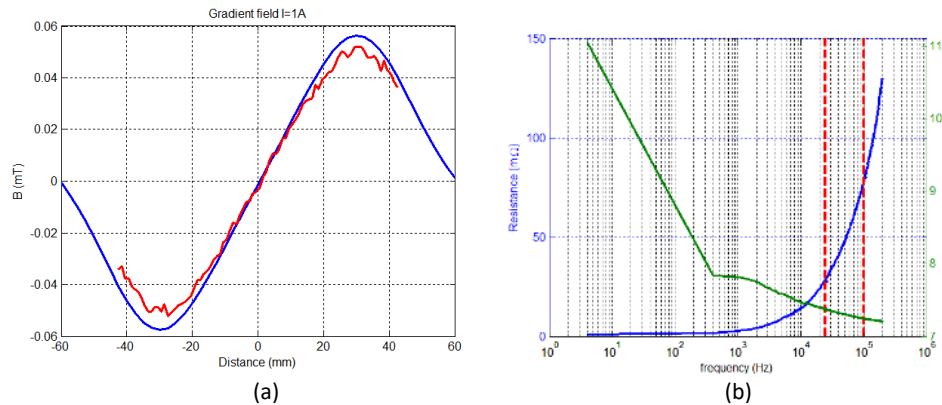 Gradient field I=1A
0.06
0.04
0.02
0
-0.02
-0.04
-0.06
B (mT)
-60 -40 -20 0 20 40 60
Distance (mm)
(a)
150
100
50
0
Resistance (mΩ)
11
10
9
8
7
10^0 10^1 10^2 10^3 10^4 10^5 10^6
frequency (Hz)
(b)